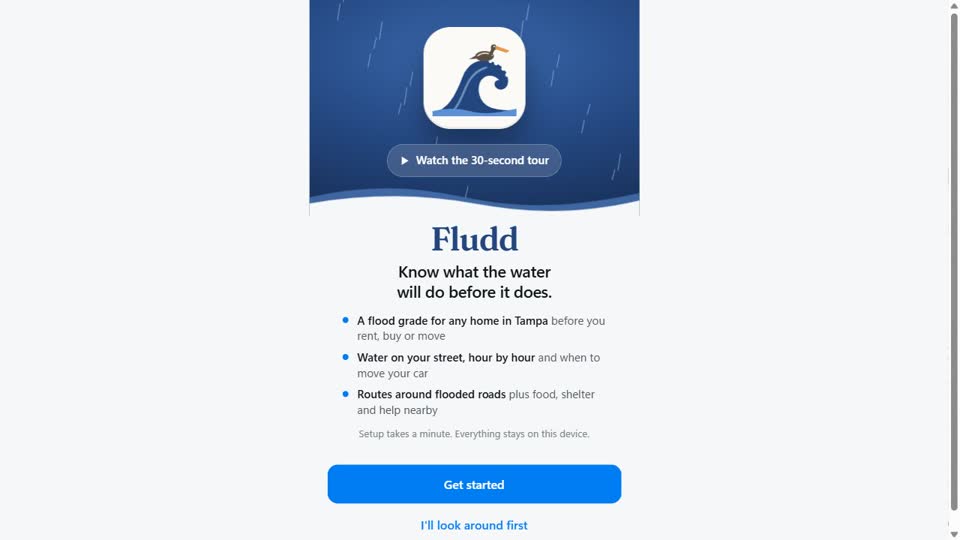 Watch the 30-second tour
Fludd
Know what the water
will do before it does.
A flood grade for any home in Tampa before you
rent, buy or move
Water on your street, hour by hour and when to
move your car
Routes around flooded roads plus food, shelter
and help nearby
Setup takes a minute. Everything stays on this device.
Get started
I'll look around first